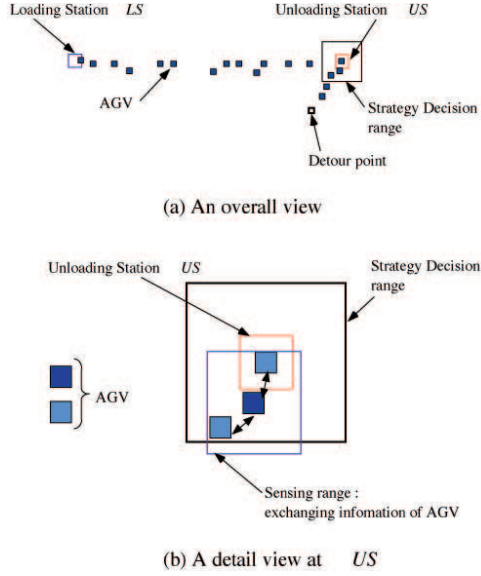 Loading Station LS
Unloading Station US
AGV
Strategy Decision
range
Detour point
(a) An overall view
Unloading Station US
Strategy Decision
range
AGV
Sensing range :
exchanging infomation of AGV
(b) A detail view at US